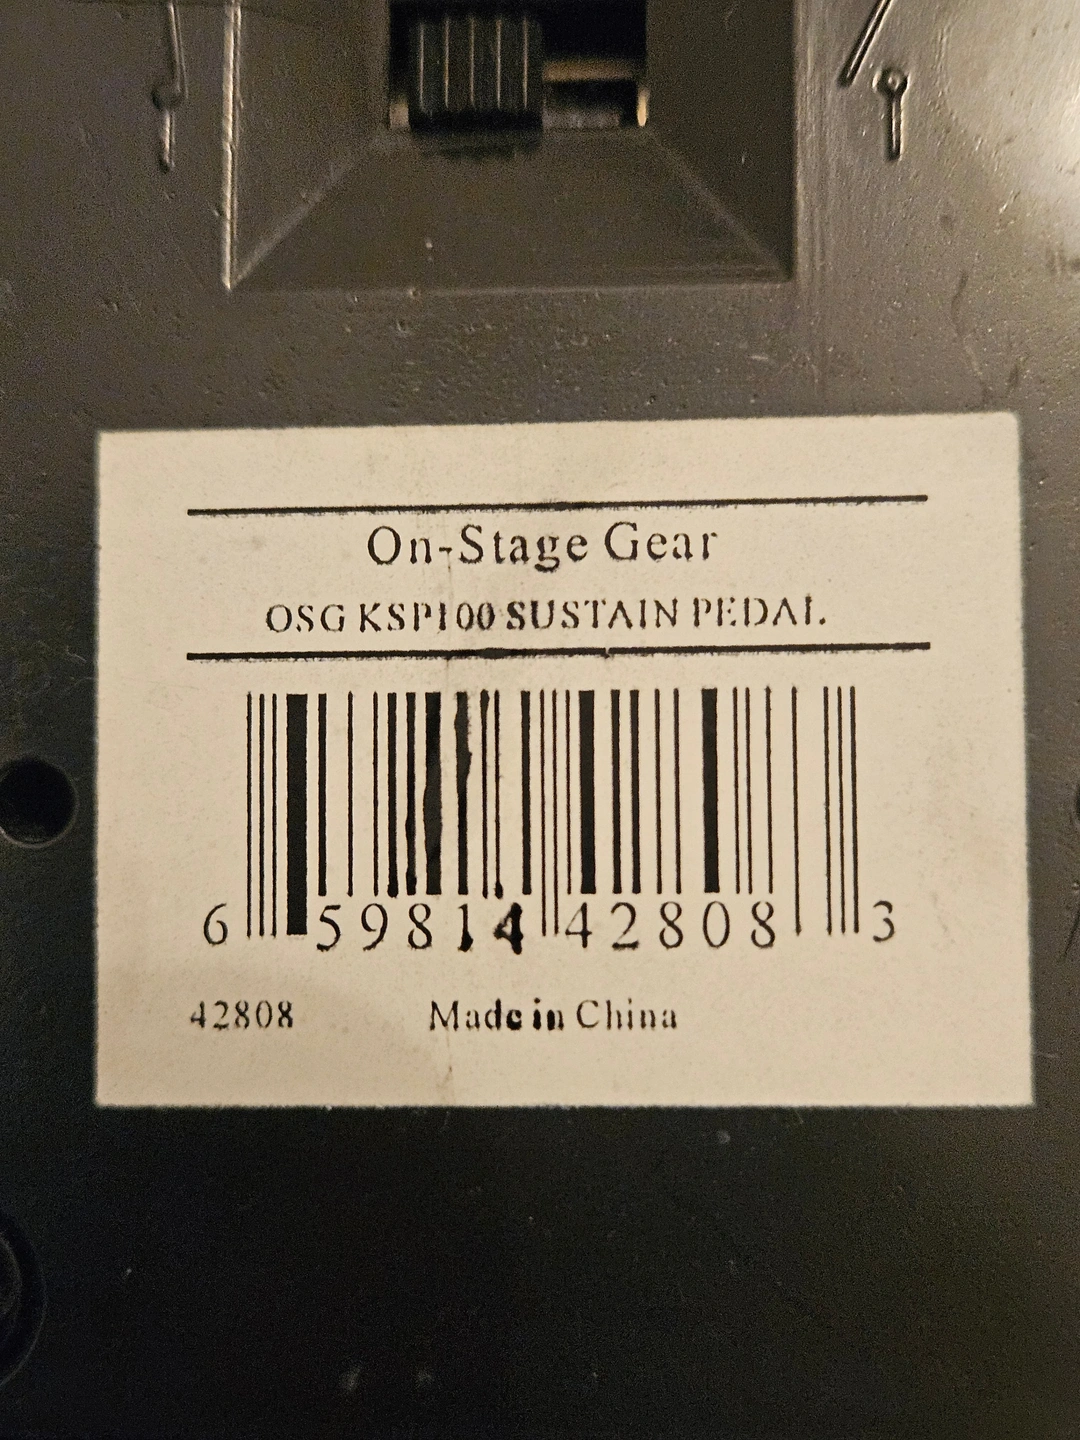 On-Stage Gear
OSG KSP100 SUSTAIN PEDAL
6 59814 42808 3
42808 Made in China